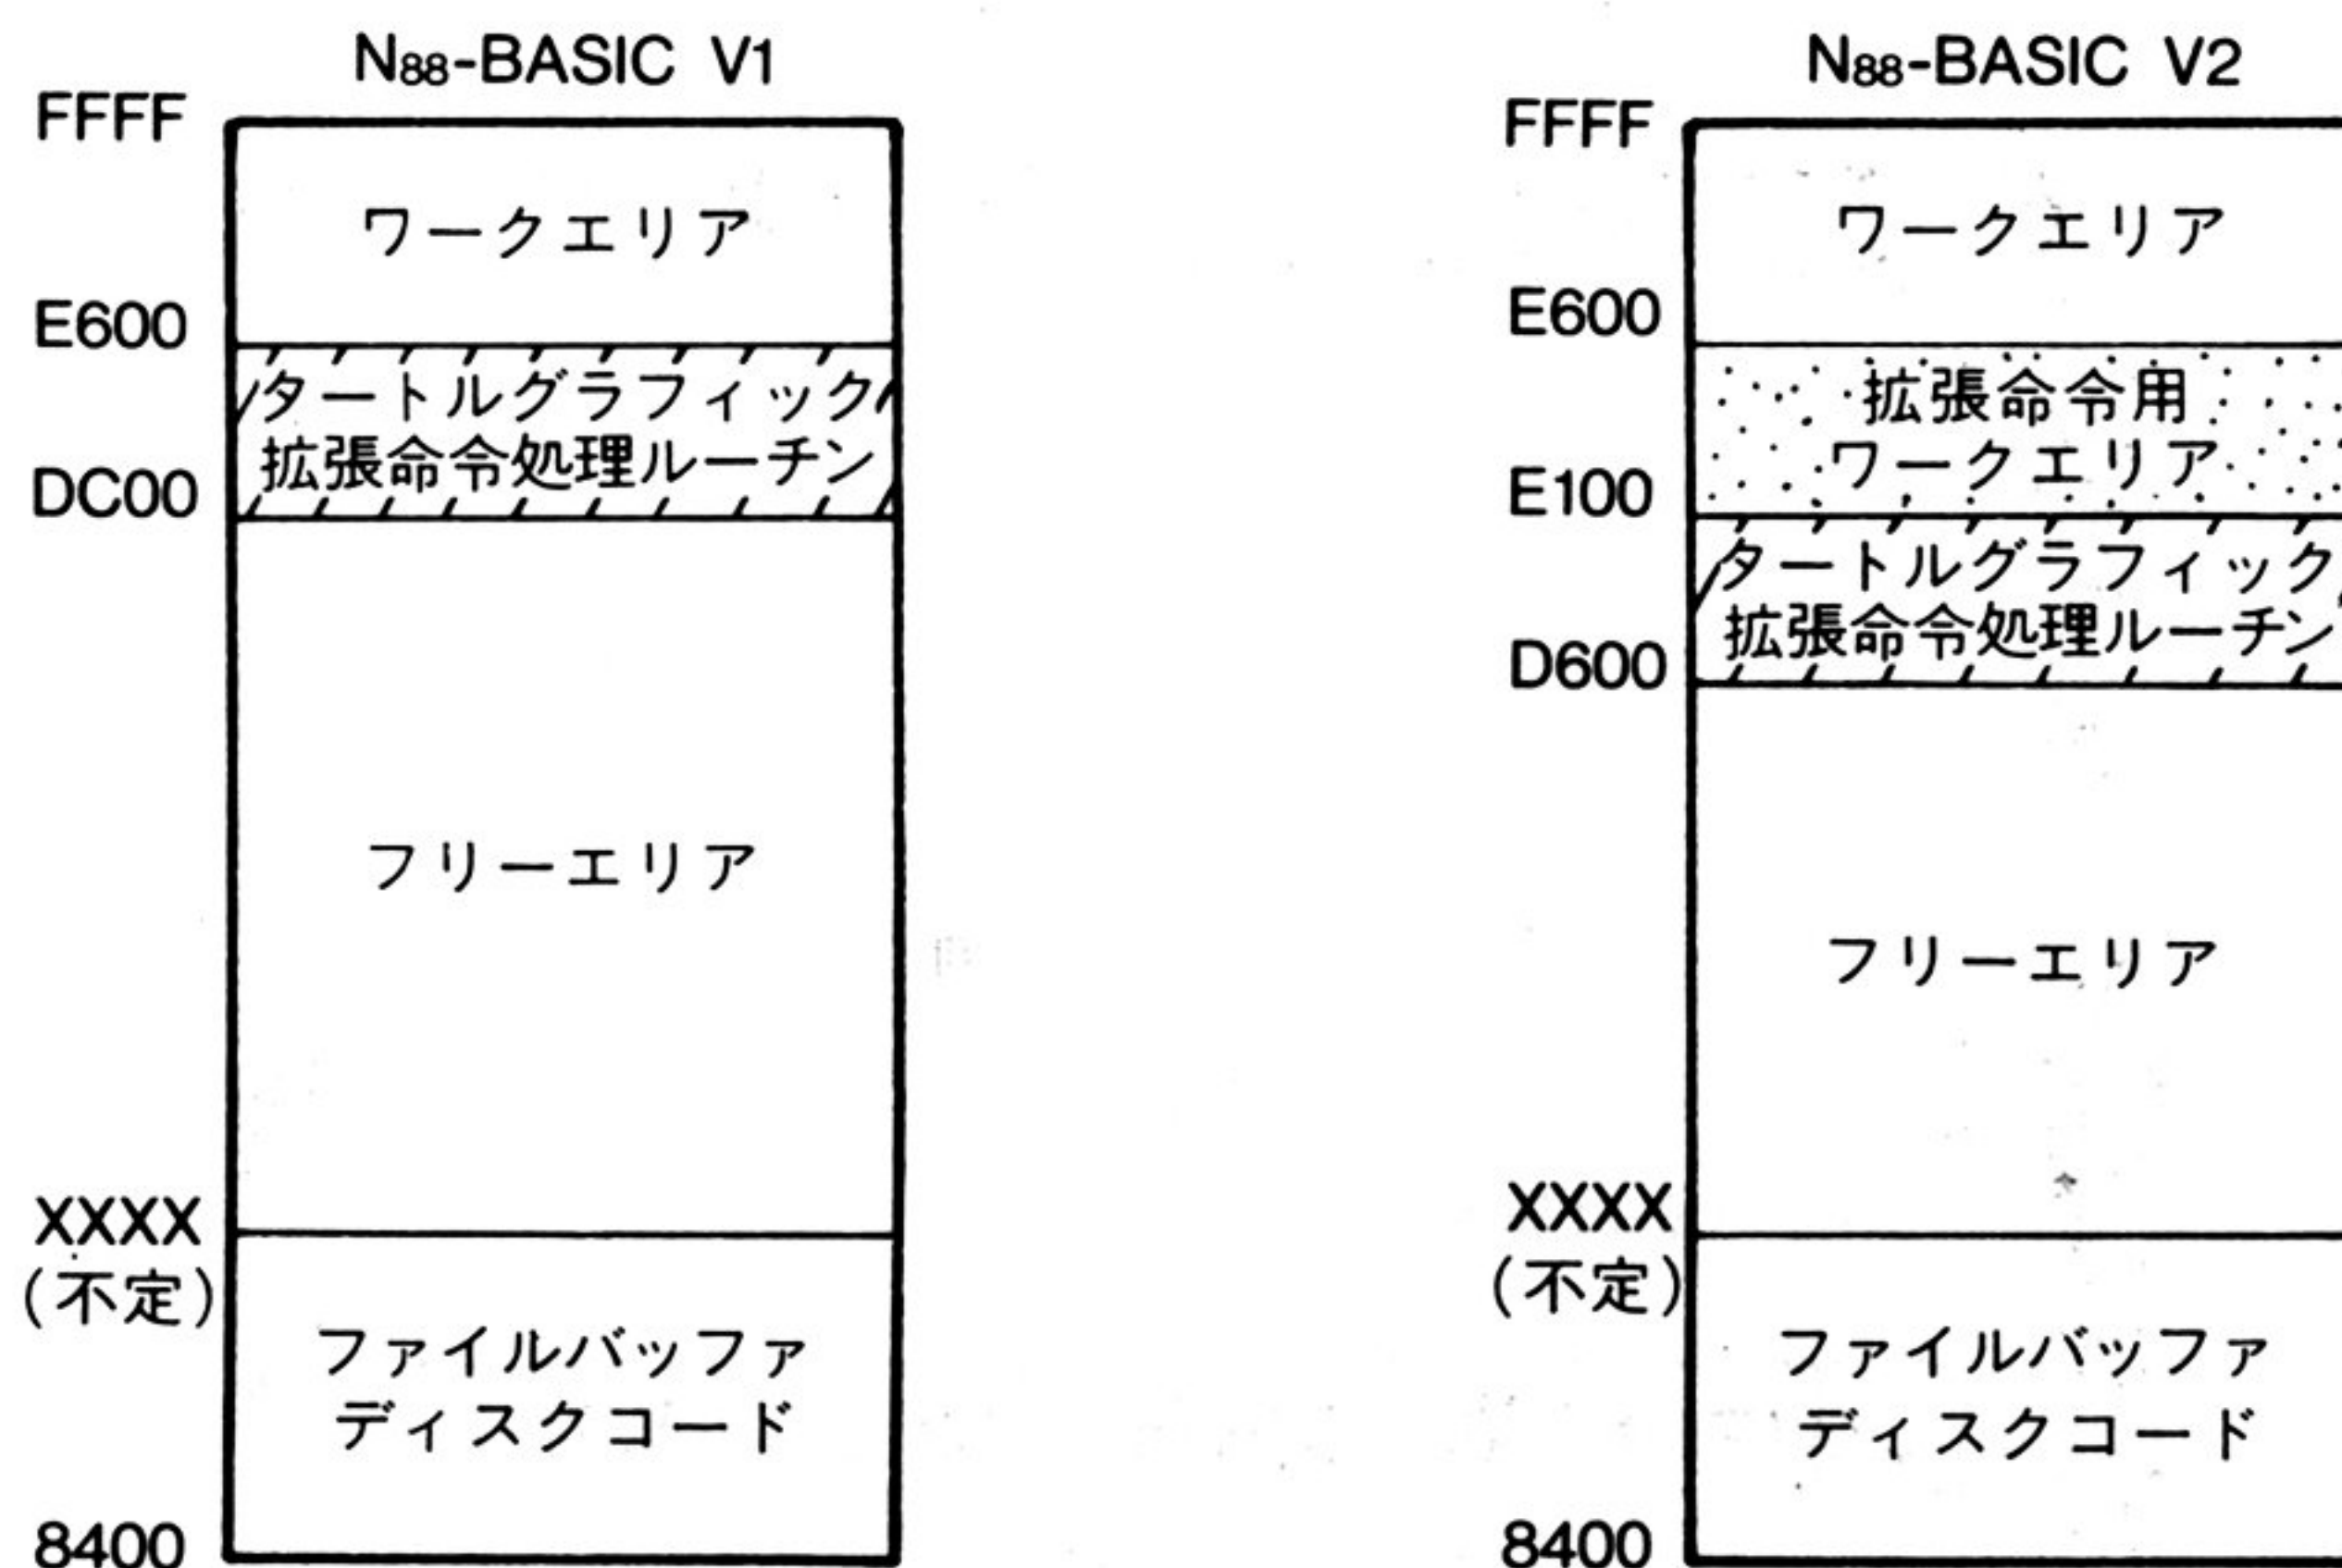 N88-BASIC V1
FFFF
ワークエリア
E600
タートルグラフィック
拡張命令処理ルーチン
DC00
フリーエリア
XXXX
(不定)
ファイルバッファ
ディスクコード
8400
N88-BASIC V2
FFFF
ワークエリア
E600
拡張命令用
ワークエリア
E100
タートルグラフィック
拡張命令処理ルーチン
D600
フリーエリア
XXXX
(不定)
ファイルバッファ
ディスクコード
8400